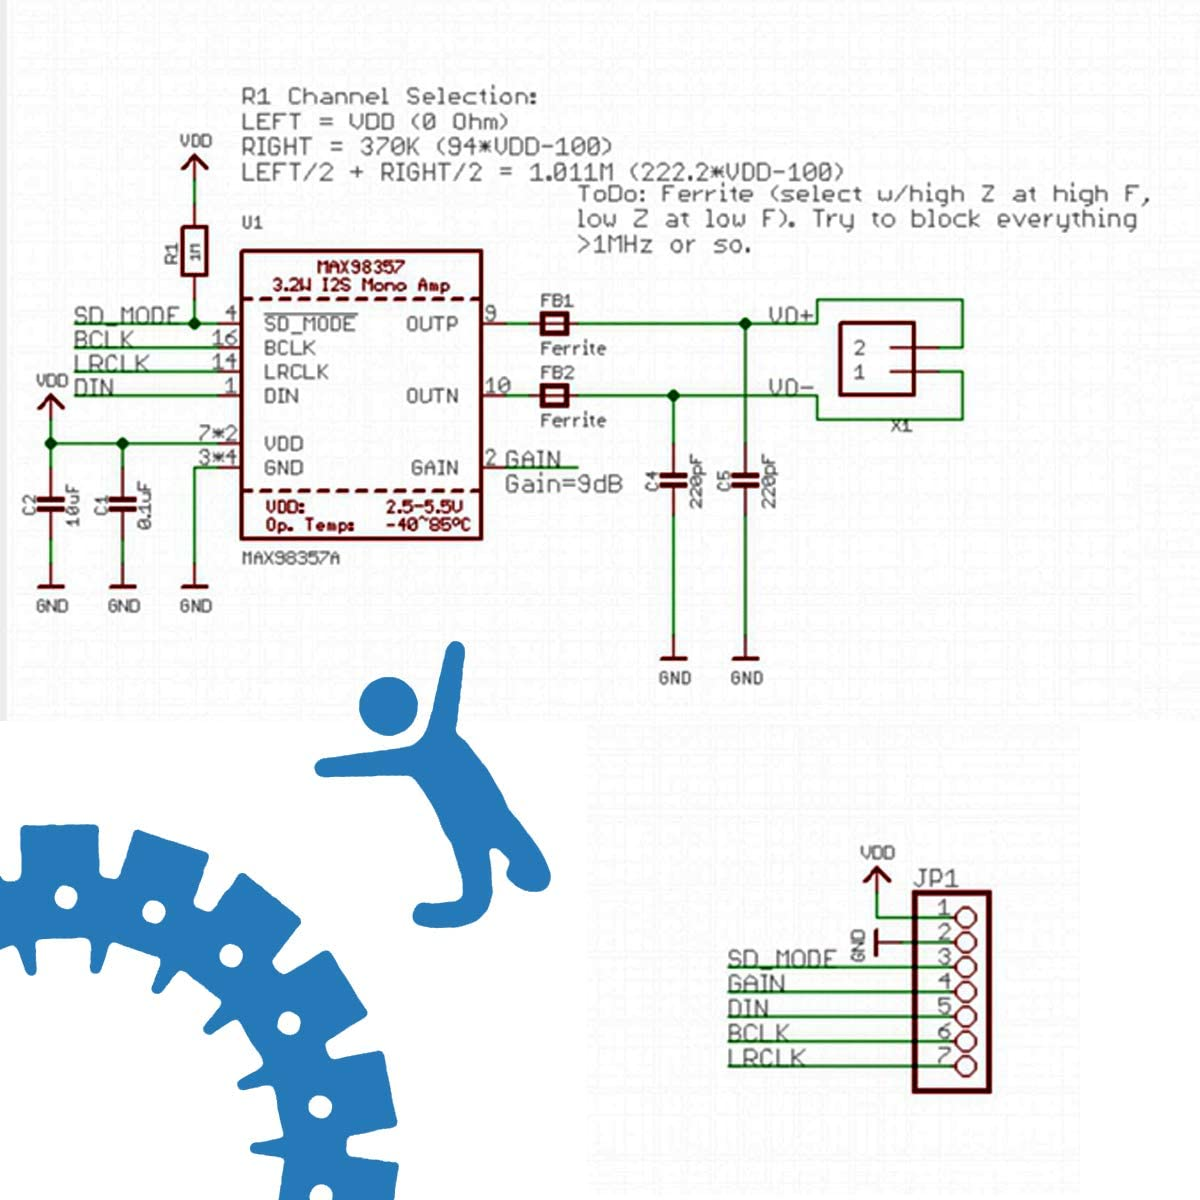 R1 Channel Selection:
LEFT = VDD (0 Ohm)
RIGHT = 370K (94*VDD-100)
LEFT/2 + RIGHT/2 = 1.011M (222.2*VDD-100)
ToDo: Ferrite (select w/high Z at high F,
low Z at low F). Try to block everything
>1MHz or so.
VDD
R1
1M
U1
MAX98357
3.2W I2S Mono Amp
SD_MODE 4 SD_MODE OUTP 9
BCLK 16 BCLK
LRCLK 14 LRCLK
DIN 1 DIN OUTN 10
VDD
7*2 VDD
3*4 GND GAIN 2 GAIN
Gain=9dB
VDD: 2.5-5.5V
Op. Temp: -40~85ºC
MAX98357A
FB1
Ferrite
FB2
Ferrite
VO+
VO-
2
1
X1
C2
10uF
C1
0.1uF
GND
GND
GND
C4
220pF
C5
220pF
GND
GND
VDD
JP1
1
GND 2
SD_MODE 3
GAIN 4
DIN 5
BCLK 6
LRCLK 7